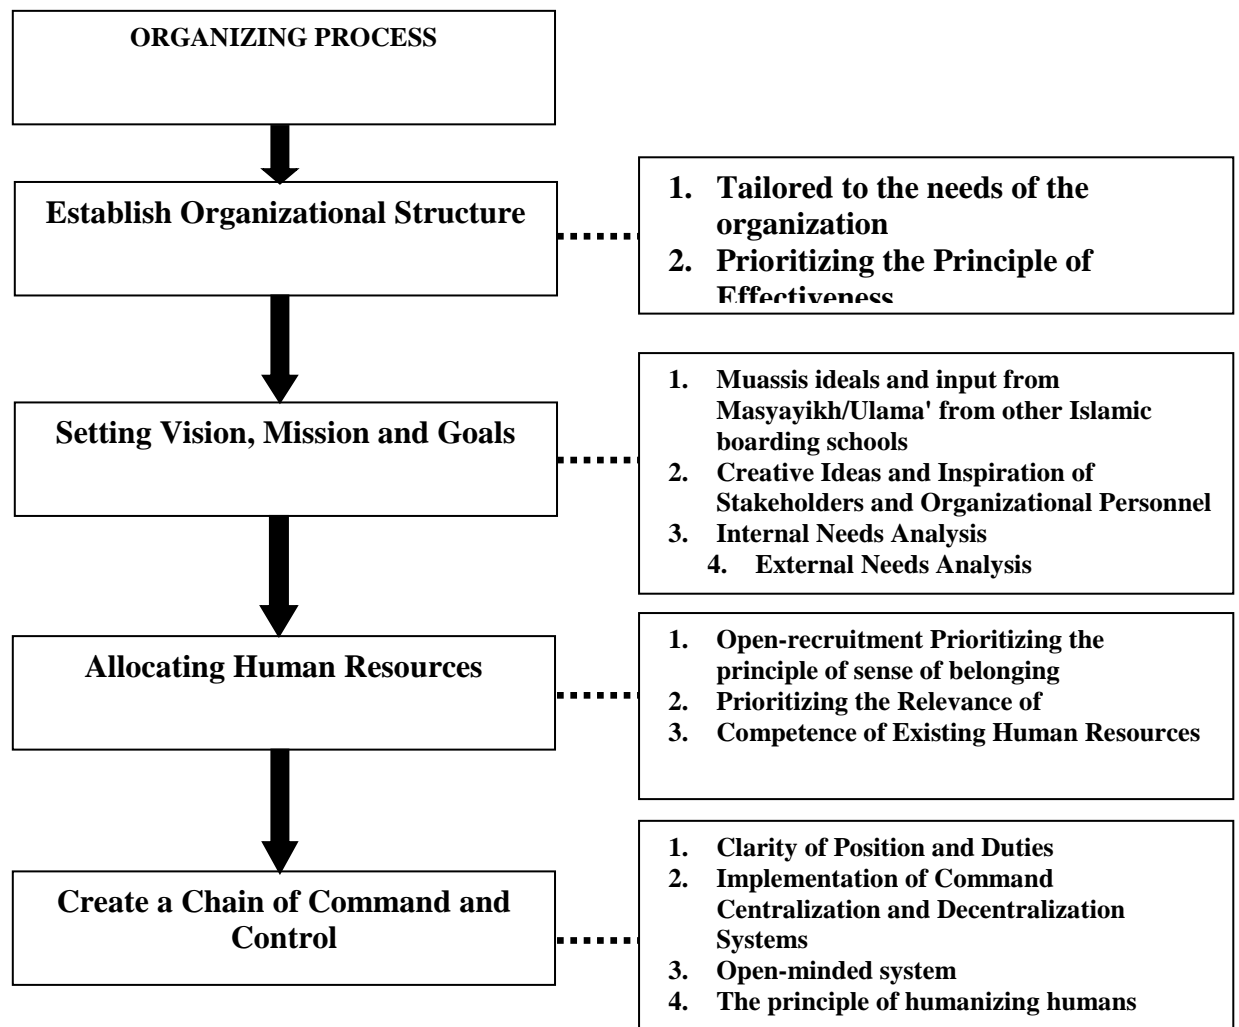 ORGANIZING PROCESS
Establish Organizational Structure
1. Tailored to the needs of the
organization
2. Prioritizing the Principle of
Effectiveness
Setting Vision, Mission and Goals
1. Muassis ideals and input from
Masyayikh/Ulama' from other Islamic
boarding schools
2. Creative Ideas and Inspiration of
Stakeholders and Organizational Personnel
3. Internal Needs Analysis
4. External Needs Analysis
Allocating Human Resources
1. Open-recruitment Prioritizing the
principle of sense of belonging
2. Prioritizing the Relevance of
3. Competence of Existing Human Resources
Create a Chain of Command and
Control
1. Clarity of Position and Duties
2. Implementation of Command
Centralization and Decentralization
Systems
3. Open-minded system
4. The principle of humanizing humans